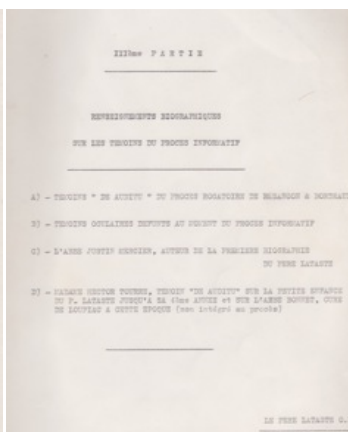 IIIème PARTIE
RENSEIGNEMENTS BIOGRAPHIQUES
SUR LES TEMOINS DU PROCES INFORMATIF
A) - TEMOINS " DE AUDITU " DU PROCES ROGATOIRE DE BESANCON & BORDEAUX
B) - TEMOINS OCULAIRES DEFUNTS AU DEBUT DU PROCES INFORMATIF
C) - L'ABBE JUSTIN MERCIER, AUTEUR DE LA PREMIERE BIOGRAPHIE
DU PERE LATASTE
D) - MADAME HECTOR TOURNE, TEMOIN "DE AUDITU" SUR LA PETITE ENFANCE
DU P. LATASTE JUSQU'A SA 4ème ANNEE et SUR L'ABBE BONNET, CURE
DE LOUPIAC A CETTE EPOQUE (non intégré au procès)
LE PERE LATASTE O.